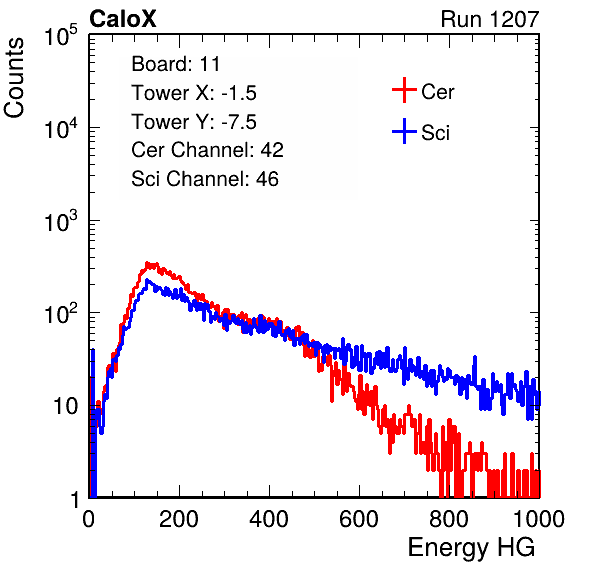 CaloX Run 1207
Counts
10^5
10^4
10^3
10^2
10
1
Board: 11
Tower X: -1.5
Tower Y: -7.5
Cer Channel: 42
Sci Channel: 46
Cer
Sci
0 200 400 600 800 1000
Energy HG